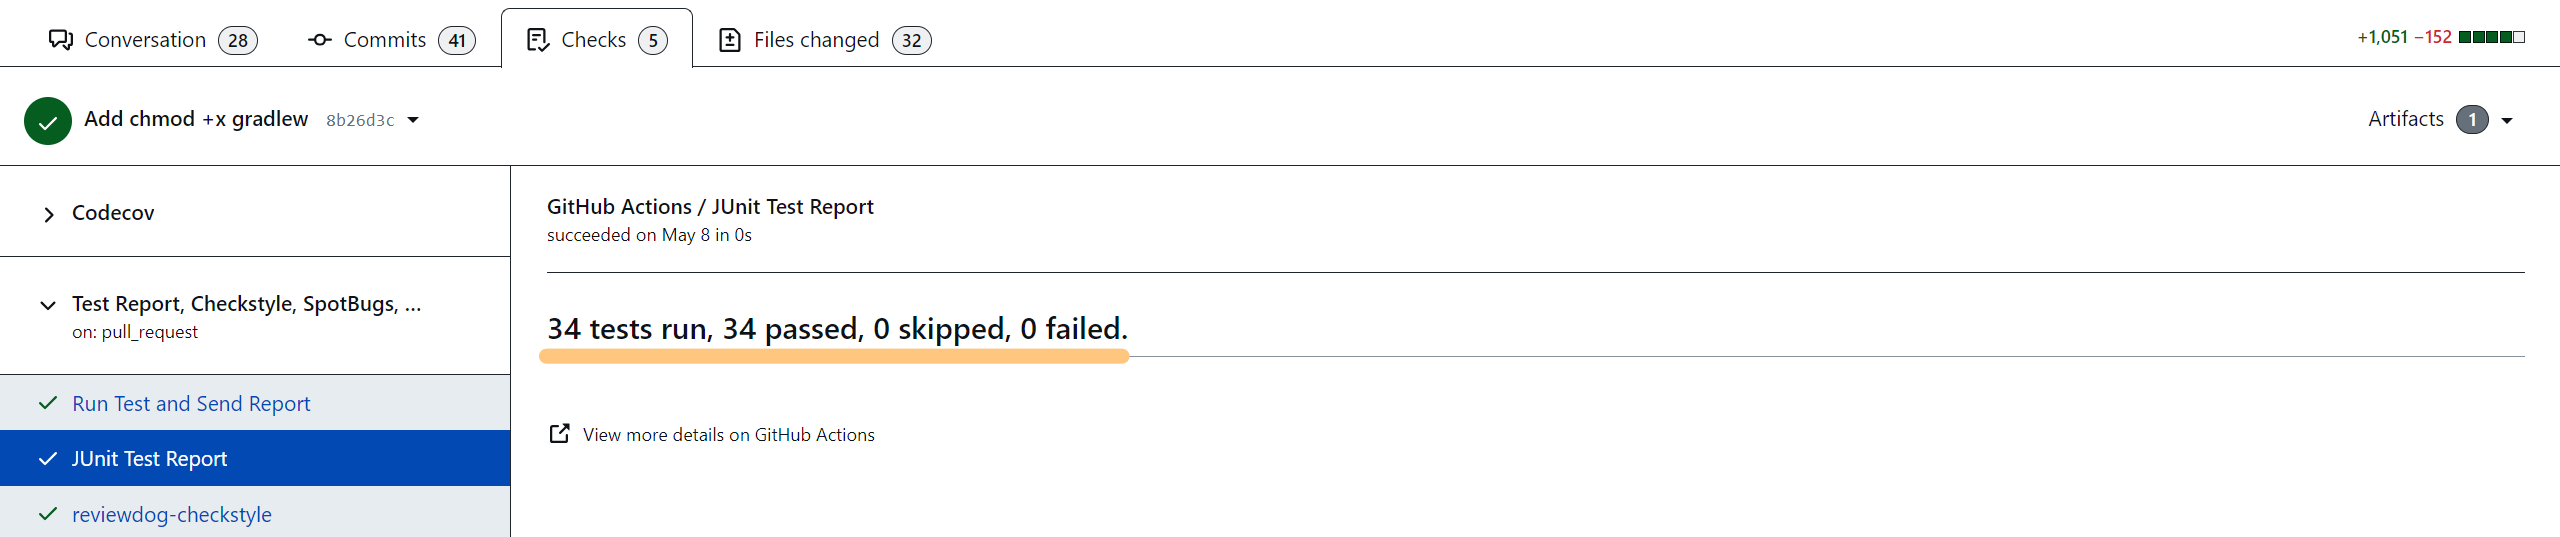 Conversation 28 Commits 41 Checks 5 Files changed 32 +1,051 −152
Add chmod +x gradlew 8b26d3c Artifacts 1
Codecov
Test Report, Checkstyle, SpotBugs, ...
on: pull_request
Run Test and Send Report
JUnit Test Report
reviewdog-checkstyle
GitHub Actions / JUnit Test Report
succeeded on May 8 in 0s
34 tests run, 34 passed, 0 skipped, 0 failed.
View more details on GitHub Actions